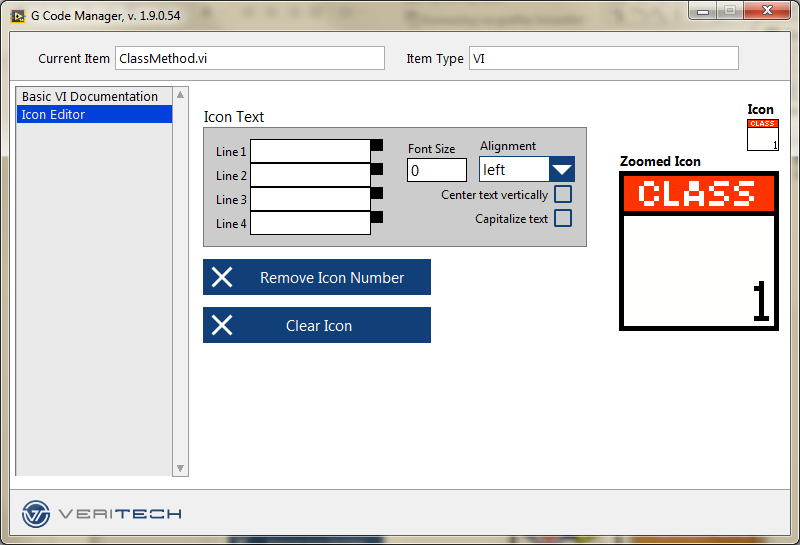 G Code Manager, v. 1.9.0.54
Current Item ClassMethod.vi Item Type VI
Basic VI Documentation
Icon Editor
Icon Text
Line 1
Line 2
Line 3
Line 4
Font Size
0
Alignment
left
Center text vertically
Capitalize text
Remove Icon Number
Clear Icon
Icon
CLASS
1
Zoomed Icon
CLASS
1
VERITECH